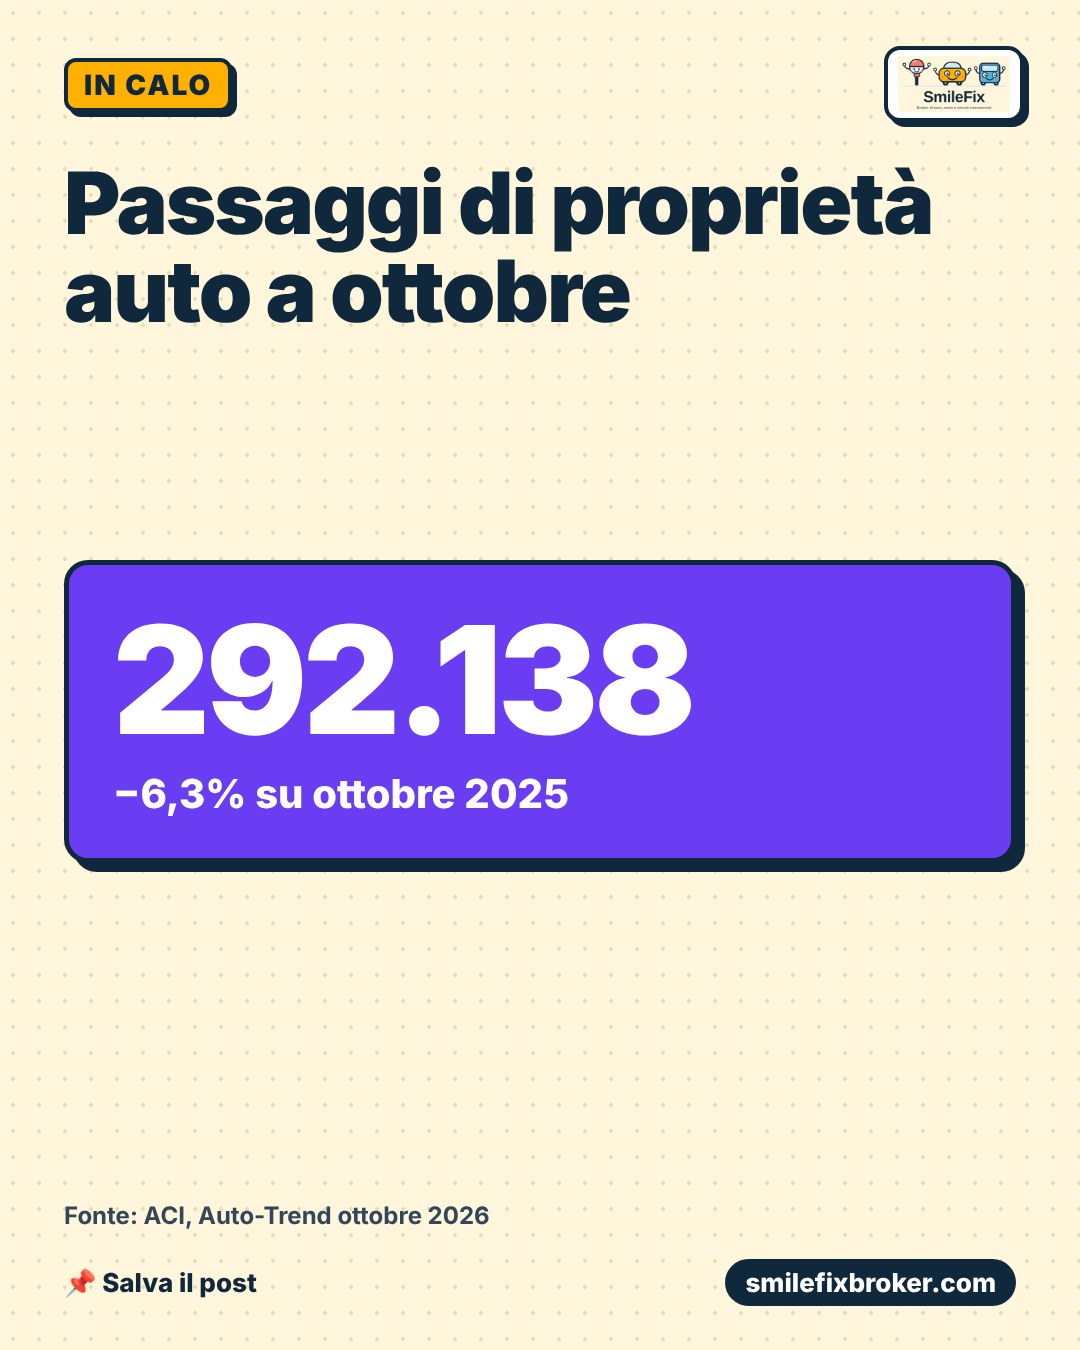 IN CALO
SmileFix
Passaggi di proprietà
auto a ottobre
292.138
−6,3% su ottobre 2025
Fonte: ACI, Auto-Trend ottobre 2026
📌 Salva il post
smilefixbroker.com